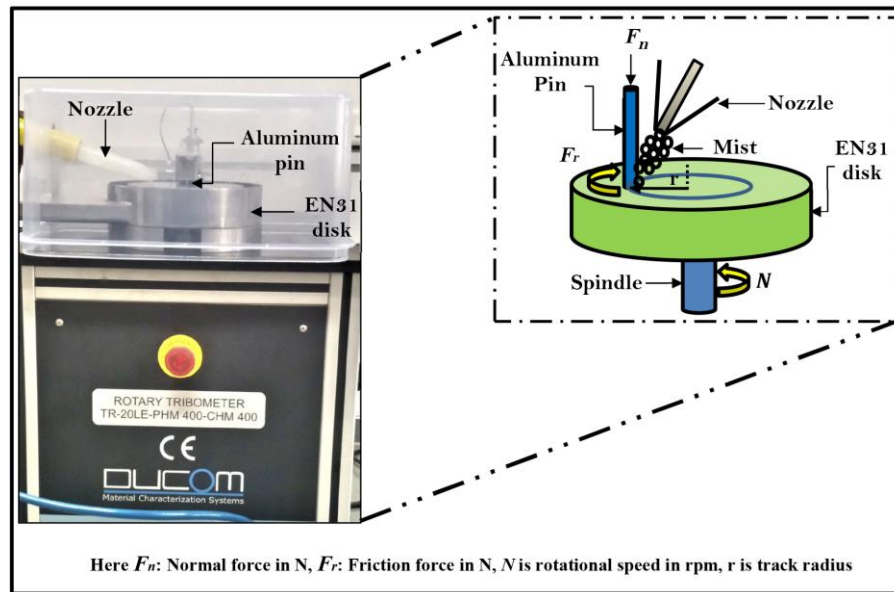 Nozzle
Aluminum
pin
EN31
disk
ROTARY TRIBOMETER
TR-20LE-PHM 400-CHM 400
CE
DUCOM
Material Characterization Systems
Fn
Aluminum
Pin
Nozzle
Mist
Fr
EN31
disk
r
Spindle
N
Here Fn: Normal force in N, Fr: Friction force in N, N is rotational speed in rpm, r is track radius